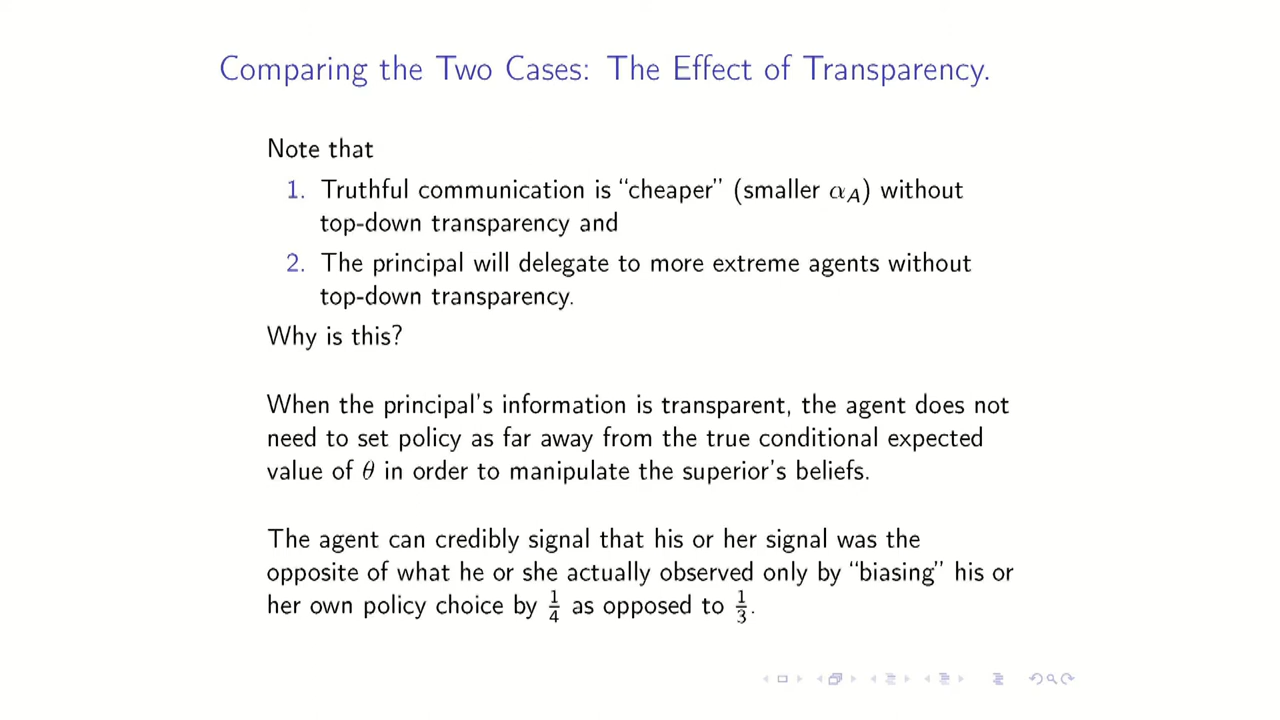 Comparing the Two Cases: The Effect of Transparency.
Note that
1. Truthful communication is “cheaper” (smaller α_A) without
top-down transparency and
2. The principal will delegate to more extreme agents without
top-down transparency.
Why is this?
When the principal’s information is transparent, the agent does not
need to set policy as far away from the true conditional expected
value of θ in order to manipulate the superior’s beliefs.
The agent can credibly signal that his or her signal was the
opposite of what he or she actually observed only by “biasing” his or
her own policy choice by 1/4 as opposed to 1/3.